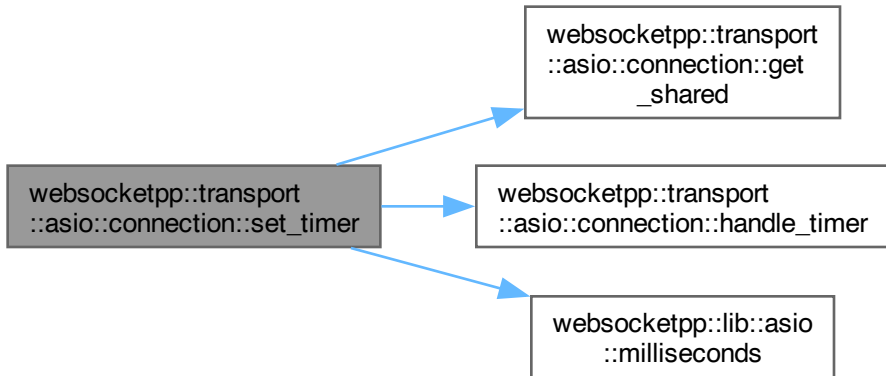 websocketpp::transport
::asio::connection::get
_shared
websocketpp::transport
::asio::connection::set_timer
websocketpp::transport
::asio::connection::handle_timer
websocketpp::lib::asio
::milliseconds